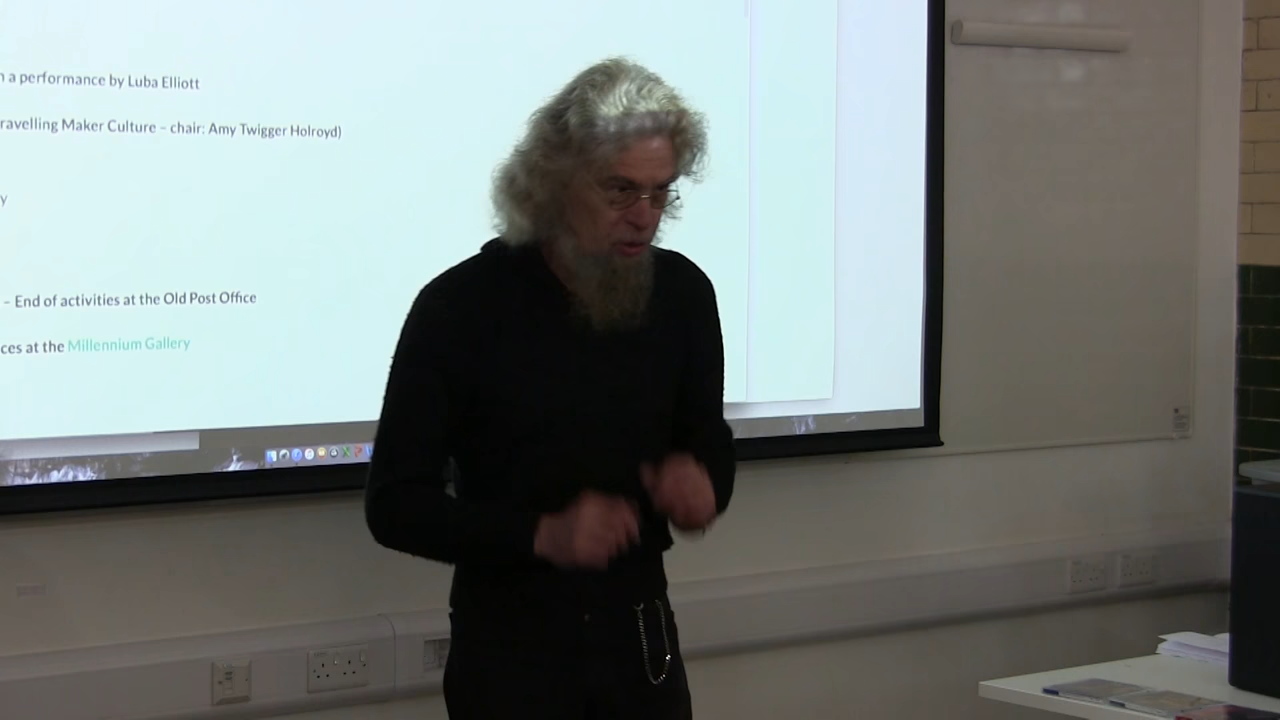 a performance by Luba Elliott
ravelling Maker Culture – chair: Amy Twigger Holroyd)
y
– End of activities at the Old Post Office
ces at the Millennium Gallery